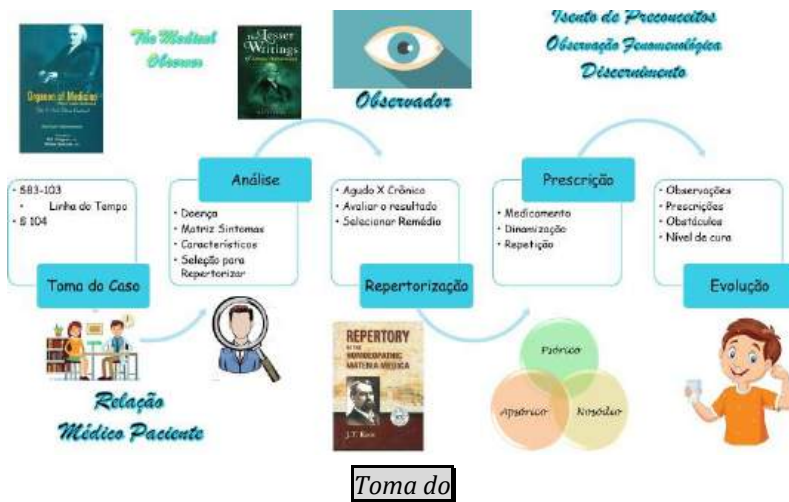 The Medical
Observer
Organon of Medicine
The Lesser
Writings
Observador
Isento de Preconceitos
Observação Fenomenológica
Discernimento
• §83-103
• Linha do Tempo
• § 104
Toma do Caso
Análise
• Doença
• Matriz Sintomas
• Característicos
• Seleção para
Repertorizar
• Agudo X Crônico
• Avaliar o resultado
• Selecionar Remédio
Repertorização
Prescrição
• Medicamento
• Dinamização
• Repetição
• Observações
• Prescrições
• Obstáculos
• Nível de cura
Evolução
Relação
Médico Paciente
REPERTORY
OF THE
HOMŒOPATHIC
MATERIA MEDICA
J.T. Kent
Psórico
Apsórico
Nosódio
Toma do